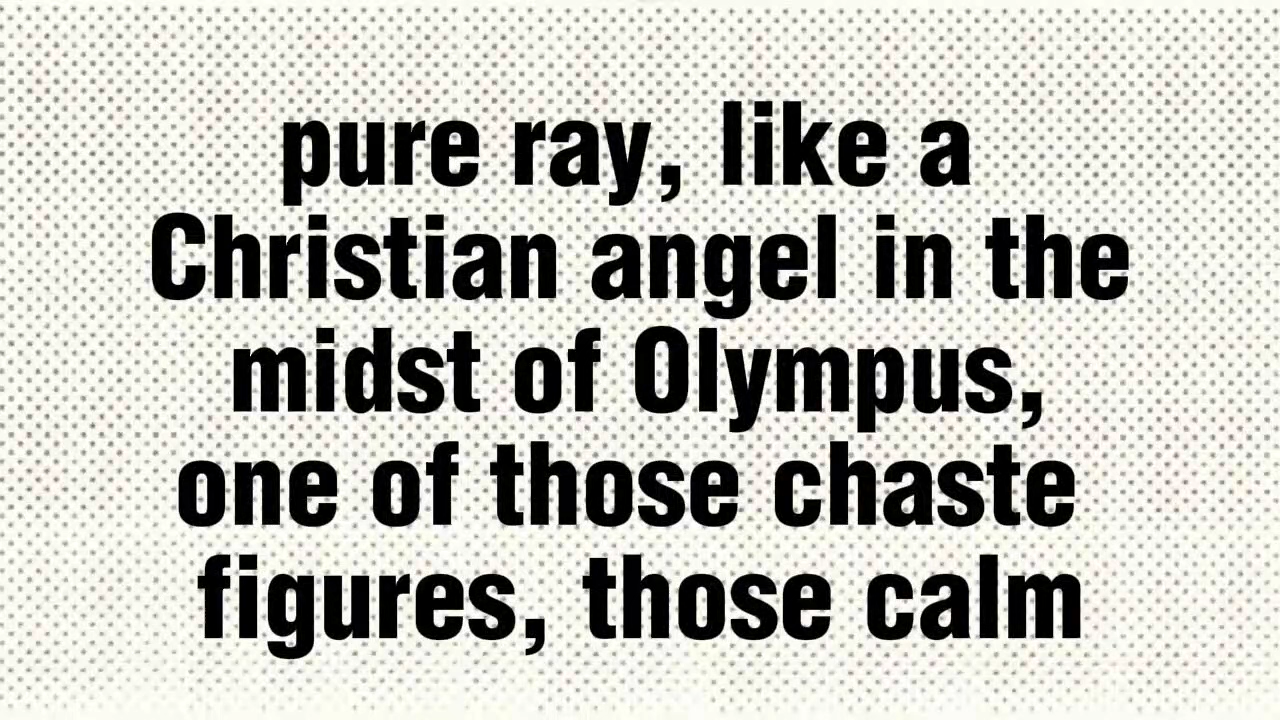 pure ray, like a
Christian angel in the
midst of Olympus,
one of those chaste
figures, those calm